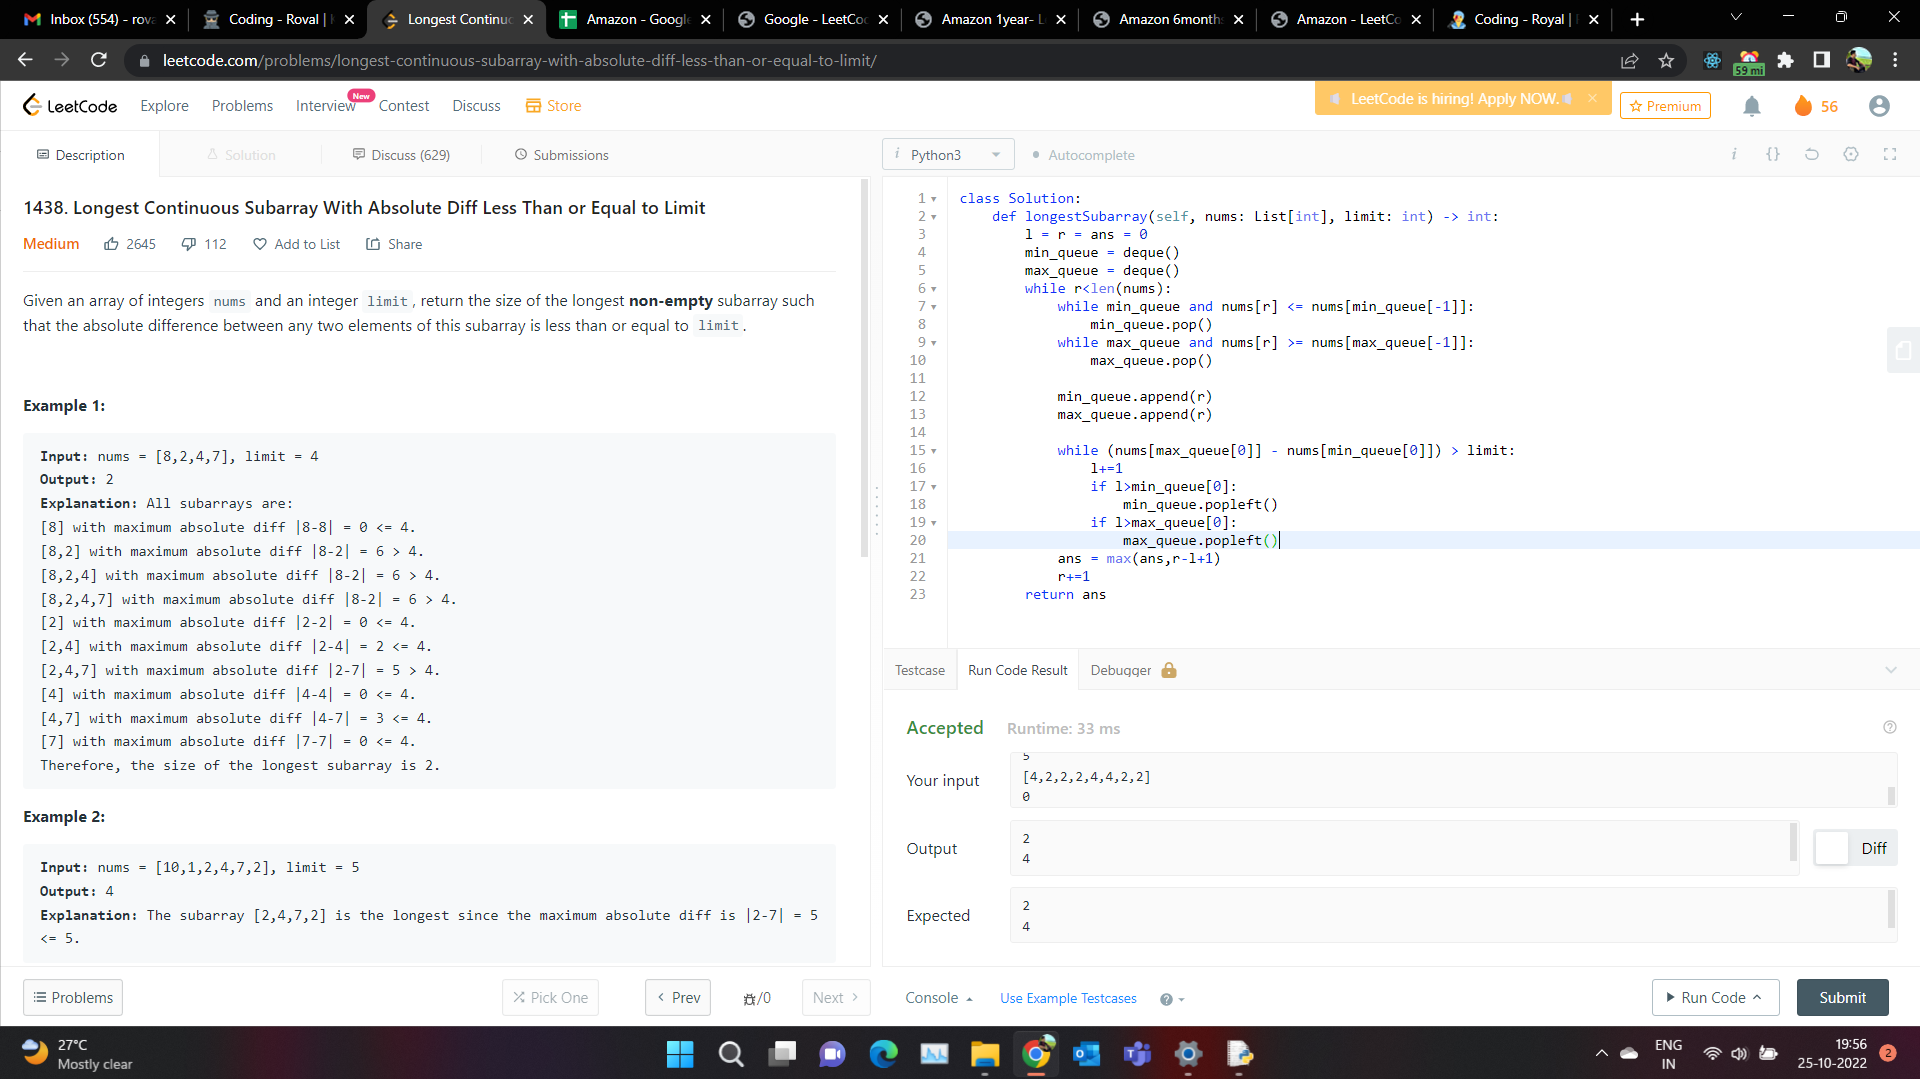 Inbox (554) - rova
Coding - Roval |
Longest Continuc
Amazon - Google
Google - LeetCo
Amazon 1year- L
Amazon 6months
Amazon - LeetCo
Coding - Royal |
leetcode.com/problems/longest-continuous-subarray-with-absolute-diff-less-than-or-equal-to-limit/
59 mi
LeetCode
Explore
Problems
Interview
New
Contest
Discuss
Store
LeetCode is hiring! Apply NOW.
Premium
56
Description
Solution
Discuss (629)
Submissions
i Python3
Autocomplete
1438. Longest Continuous Subarray With Absolute Diff Less Than or Equal to Limit
Medium 2645 112 Add to List Share
Given an array of integers nums and an integer limit, return the size of the longest non-empty subarray such
that the absolute difference between any two elements of this subarray is less than or equal to limit.
Example 1:
Input: nums = [8,2,4,7], limit = 4
Output: 2
Explanation: All subarrays are:
[8] with maximum absolute diff |8-8| = 0 <= 4.
[8,2] with maximum absolute diff |8-2| = 6 > 4.
[8,2,4] with maximum absolute diff |8-2| = 6 > 4.
[8,2,4,7] with maximum absolute diff |8-2| = 6 > 4.
[2] with maximum absolute diff |2-2| = 0 <= 4.
[2,4] with maximum absolute diff |2-4| = 2 <= 4.
[2,4,7] with maximum absolute diff |2-7| = 5 > 4.
[4] with maximum absolute diff |4-4| = 0 <= 4.
[4,7] with maximum absolute diff |4-7| = 3 <= 4.
[7] with maximum absolute diff |7-7| = 0 <= 4.
Therefore, the size of the longest subarray is 2.
Example 2:
Input: nums = [10,1,2,4,7,2], limit = 5
Output: 4
Explanation: The subarray [2,4,7,2] is the longest since the maximum absolute diff is |2-7| = 5
<= 5.
Problems
Pick One
Prev
/0
Next
1 class Solution:
2 def longestSubarray(self, nums: List[int], limit: int) -> int:
3 l = r = ans = 0
4 min_queue = deque()
5 max_queue = deque()
6 while r<len(nums):
7 while min_queue and nums[r] <= nums[min_queue[-1]]:
8 min_queue.pop()
9 while max_queue and nums[r] >= nums[max_queue[-1]]:
10 max_queue.pop()
11
12 min_queue.append(r)
13 max_queue.append(r)
14
15 while (nums[max_queue[0]] - nums[min_queue[0]]) > limit:
16 l+=1
17 if l>min_queue[0]:
18 min_queue.popleft()
19 if l>max_queue[0]:
20 max_queue.popleft()
21 ans = max(ans,r-l+1)
22 r+=1
23 return ans
Testcase
Run Code Result
Debugger
Accepted Runtime: 33 ms
Your input
5
[4,2,2,2,4,4,2,2]
0
Output
2
4
Diff
Expected
2
4
Console
Use Example Testcases
Run Code
Submit
27°C
Mostly clear
ENG
IN
19:56
25-10-2022
2